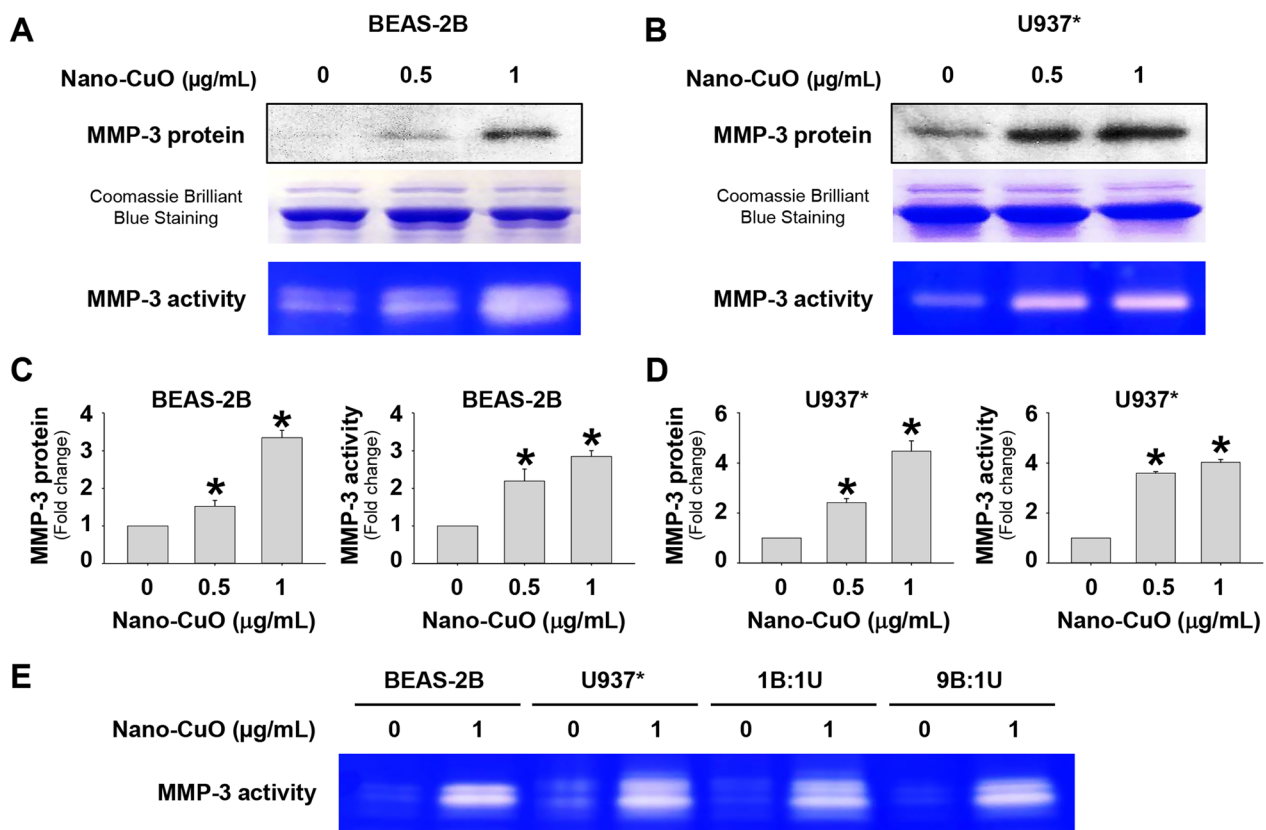 A
BEAS-2B
Nano-CuO (µg/mL) 0 0.5 1
MMP-3 protein
Coomassie Brilliant
Blue Staining
MMP-3 activity
B
U937*
Nano-CuO (µg/mL) 0 0.5 1
MMP-3 protein
Coomassie Brilliant
Blue Staining
MMP-3 activity
C
BEAS-2B
MMP-3 protein
(Fold change)
4
3
2
1
0
*
*
0 0.5 1
Nano-CuO (μg/mL)
BEAS-2B
MMP-3 activity
(Fold change)
4
3
2
1
0
*
*
0 0.5 1
Nano-CuO (μg/mL)
D
U937*
MMP-3 protein
(Fold change)
6
4
2
0
*
*
0 0.5 1
Nano-CuO (μg/mL)
U937*
MMP-3 activity
(Fold change)
6
4
2
0
*
*
0 0.5 1
Nano-CuO (μg/mL)
E
BEAS-2B U937* 1B:1U 9B:1U
Nano-CuO (µg/mL) 0 1 0 1 0 1 0 1
MMP-3 activity